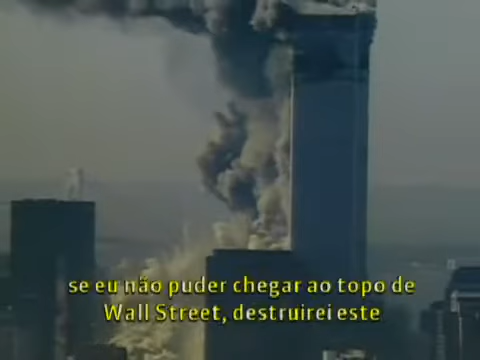 se eu não puder chegar ao topo de
Wall Street, destruirei este